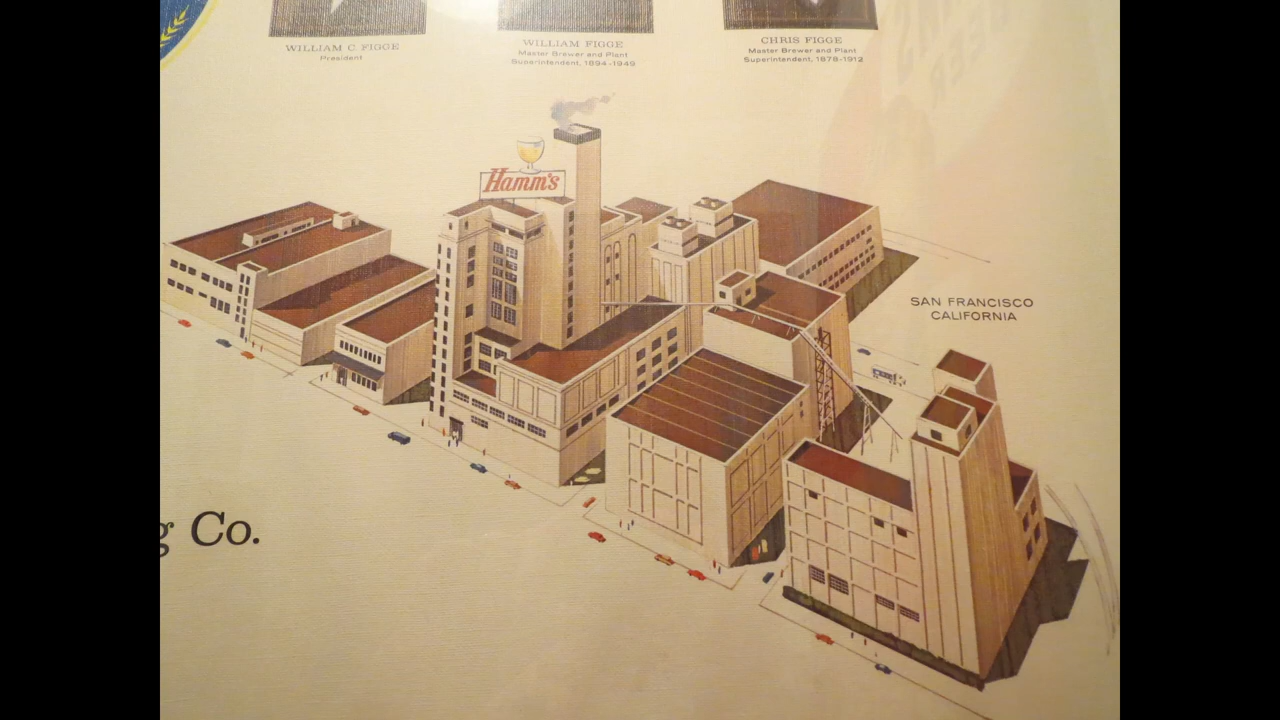 WILLIAM C. FIGGE
President
WILLIAM FIGGE
Master Brewer and Plant
Superintendent, 1894-1949
CHRIS FIGGE
Master Brewer and Plant
Superintendent, 1878-1912
Hamm's
SAN FRANCISCO
CALIFORNIA
g Co.